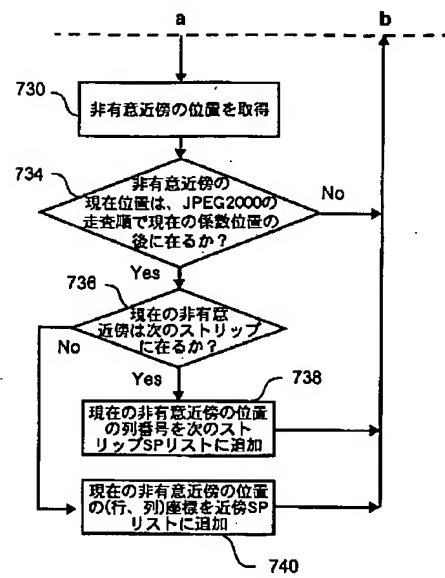 a
b
730
非有意近傍の位置を取得
734
非有意近傍の
現在位置は、JPEG2000の
走査順で現在の係数位置の
後に在るか？
No
Yes
736
現在の非有意
近傍は次のストリップ
に在るか？
No
Yes
738
現在の非有意近傍の位置
の列番号を次のスト
リップSPリストに追加
現在の非有意近傍の位置
の(行、列)座標を近傍SP
リストに追加
740